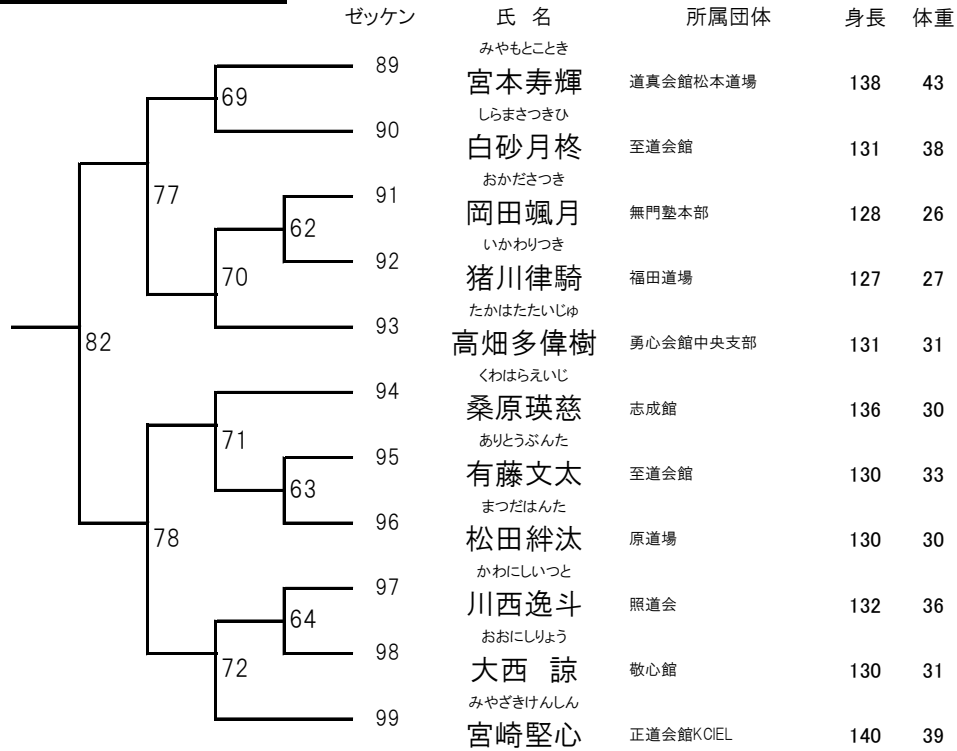 ゼッケン 氏 名 所属団体 身長 体重
みやもとことき
89 宮本寿輝 道真会館松本道場 138 43
69
しらまさつきひ
90 白砂月柊 至道会館 131 38
77
おかださつき
91 岡田颯月 無門塾本部 128 26
62
いかわりつき
92 猪川律騎 福田道場 127 27
70
たかはたたいじゅ
93 高畑多偉樹 勇心会館中央支部 131 31
82
くわはらえいじ
94 桑原瑛慈 志成館 136 30
71
ありとうぶんた
95 有藤文太 至道会館 130 33
63
まつだはんた
96 松田絆汰 原道場 130 30
78
かわにしいつと
97 川西逸斗 照道会 132 36
64
おおにしりょう
98 大西 諒 敬心館 130 31
72
みやざきけんしん
99 宮崎堅心 正道会館KCIEL 140 39